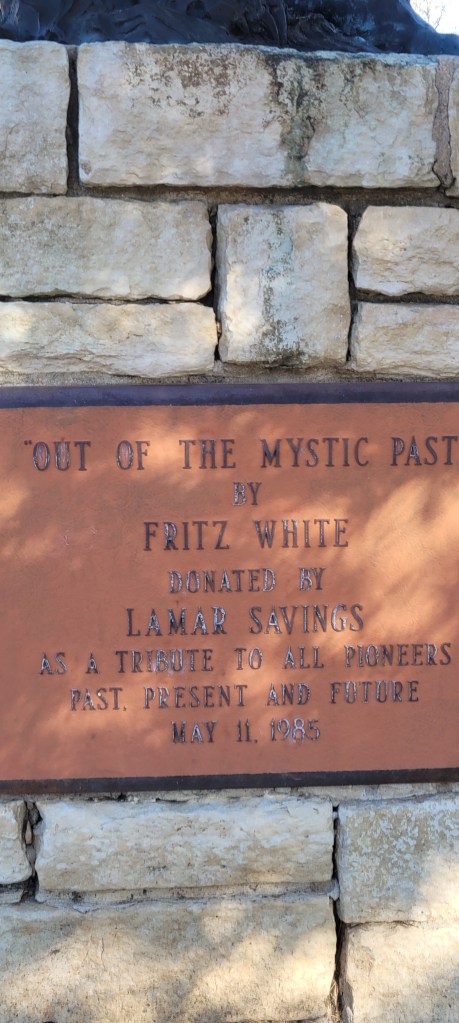 "OUT OF THE MYSTIC PAST
BY
FRITZ WHITE
DONATED BY
LAMAR SAVINGS
AS A TRIBUTE TO ALL PIONEERS
PAST, PRESENT AND FUTURE
MAY 11, 1985